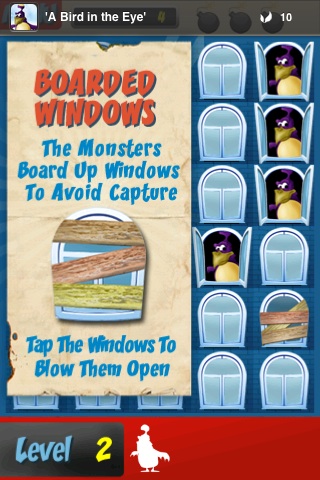 'A Bird in the Eye'
10
BOARDED
WINDOWS
The Monsters
Board Up Windows
To Avoid Capture
Tap The Windows To
Blow Them Open
Level 2